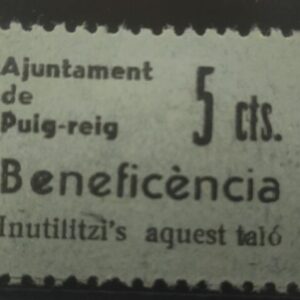 Ajuntament
de
Puig-reig
5 cts.
Beneficència
Inutilitzi's aquest taló